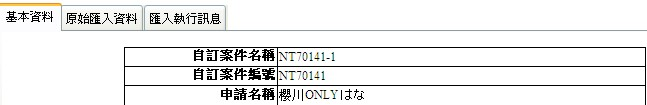 基本資料 原始匯入資料 匯入執行訊息
自訂案件名稱 NT70141-1
自訂案件編號 NT70141
申請名稱 櫻川ONLYはな